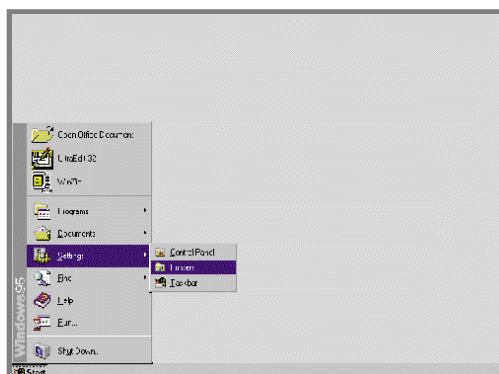 Open Office Document
UltraEdit-32
WinZip
Programs
Documents
Settings
Find
Help
Run...
Shut Down...
Control Panel
Printers
Taskbar
Windows95
Start